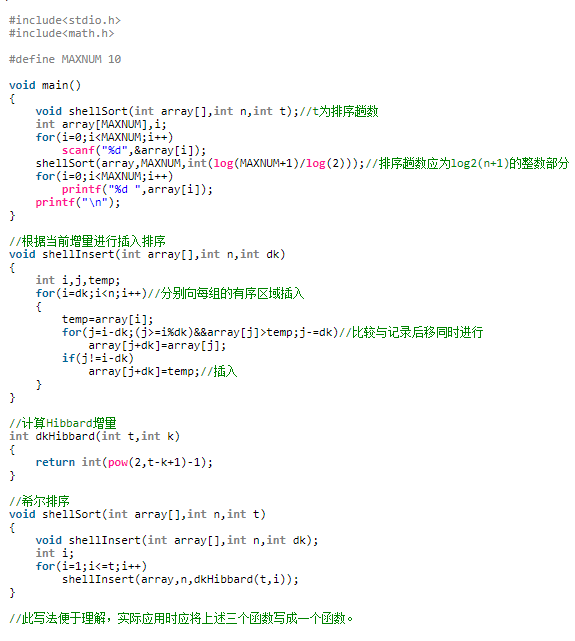 #include<stdio.h>
#include<math.h>

#define MAXNUM 10

void main()
{
    void shellSort(int array[],int n,int t);//t为排序趟数
    int array[MAXNUM],i;
    for(i=0;i<MAXNUM;i++)
        scanf("%d",&array[i]);
    shellSort(array,MAXNUM,int(log(MAXNUM+1)/log(2)));//排序趟数应为log2(n+1)的整数部分
    for(i=0;i<MAXNUM;i++)
        printf("%d ",array[i]);
    printf("\n");
}

//根据当前增量进行插入排序
void shellInsert(int array[],int n,int dk)
{
    int i,j,temp;
    for(i=dk;i<n;i++)//分别向每组的有序区域插入
    {
        temp=array[i];
        for(j=i-dk;(j>=i%dk)&&array[j]>temp;j-=dk)//比较与记录后移同时进行
            array[j+dk]=array[j];
        if(j!=i-dk)
            array[j+dk]=temp;//插入
    }
}

//计算Hibbard增量
int dkHibbard(int t,int k)
{
    return int(pow(2,t-k+1)-1);
}

//希尔排序
void shellSort(int array[],int n,int t)
{
    void shellInsert(int array[],int n,int dk);
    int i;
    for(i=1;i<=t;i++)
        shellInsert(array,n,dkHibbard(t,i));
}

//此写法便于理解，实际应用时应将上述三个函数写成一个函数。